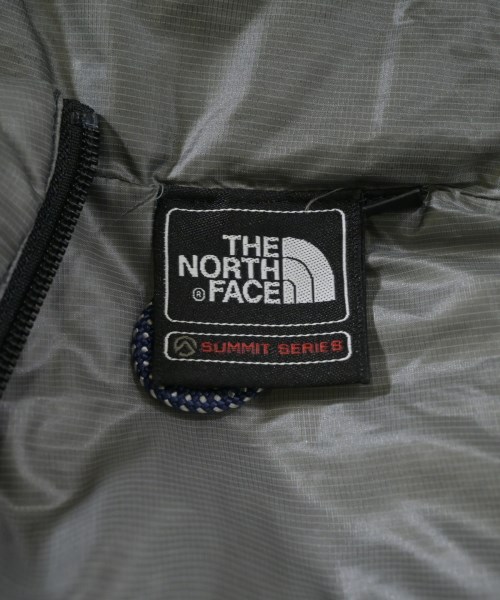 THE
NORTH
® FACE
SUMMIT SERIES